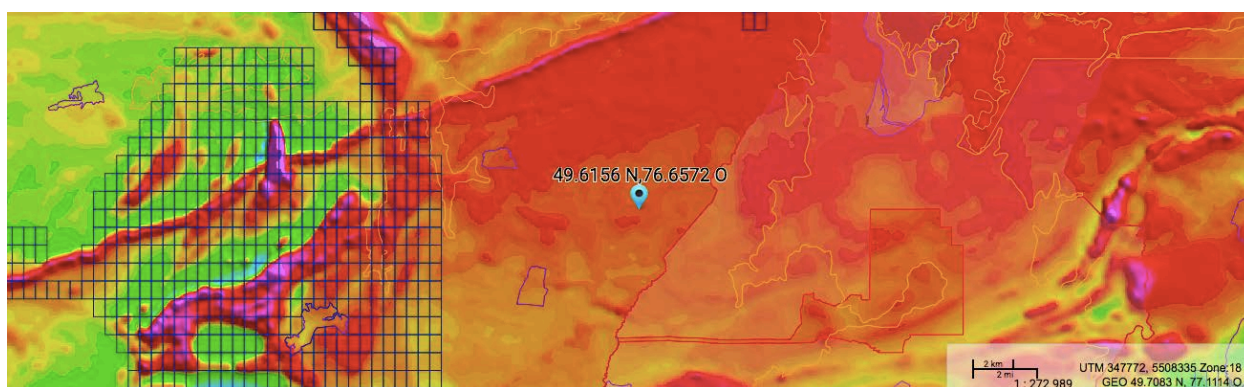 49.6156 N,76.6572 O
2 km
2 mi
1 : 272 989
UTM 347772, 5508335 Zone:18
GEO 49.7083 N, 77.1114 O